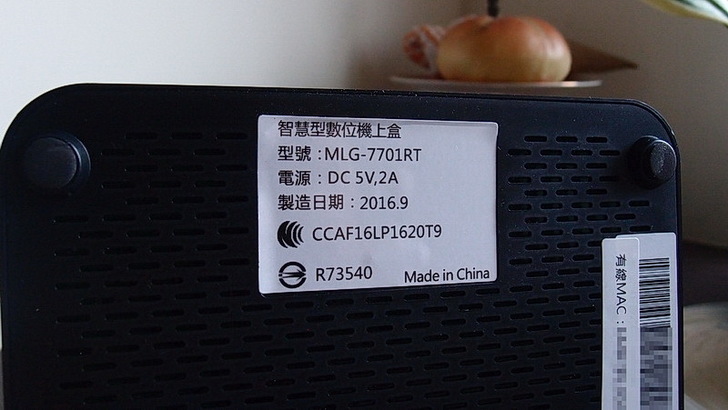 智慧型數位機上盒
型號：MLG-7701RT
電源：DC 5V,2A
製造日期：2016.9
CCAF16LP1620T9
R73540
Made in China
有線MAC：